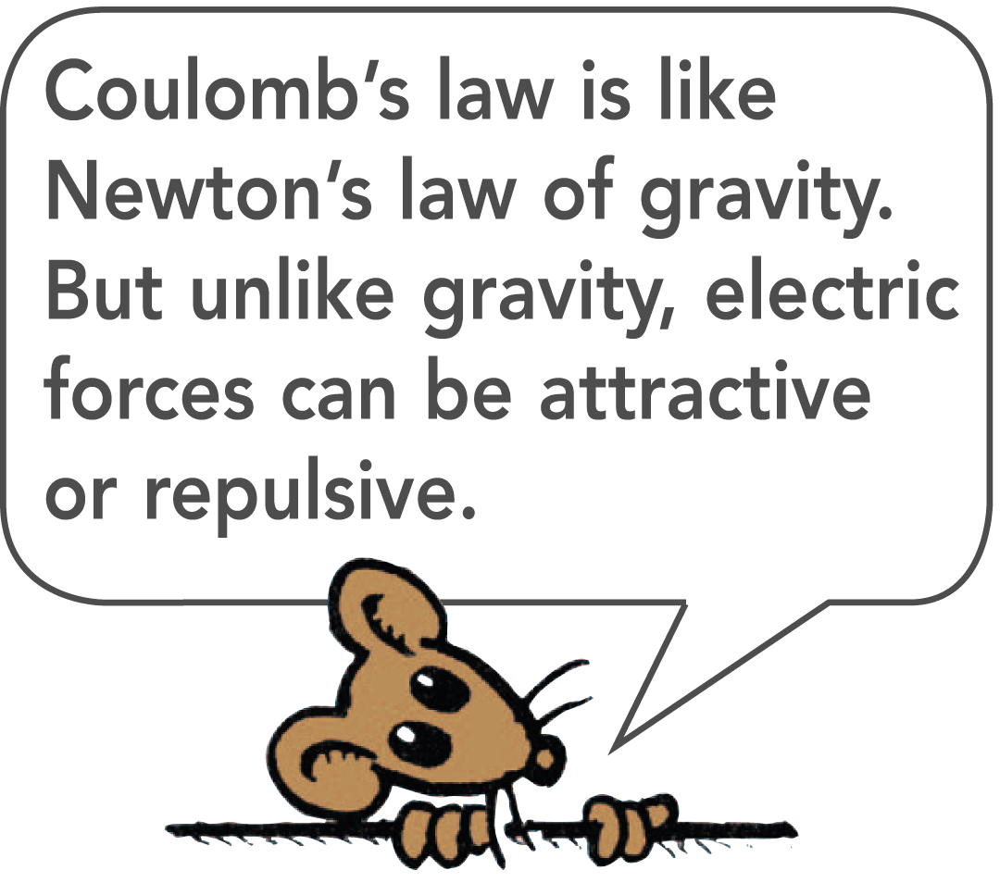 Coulomb’s law is like
Newton’s law of gravity.
But unlike gravity, electric
forces can be attractive
or repulsive.